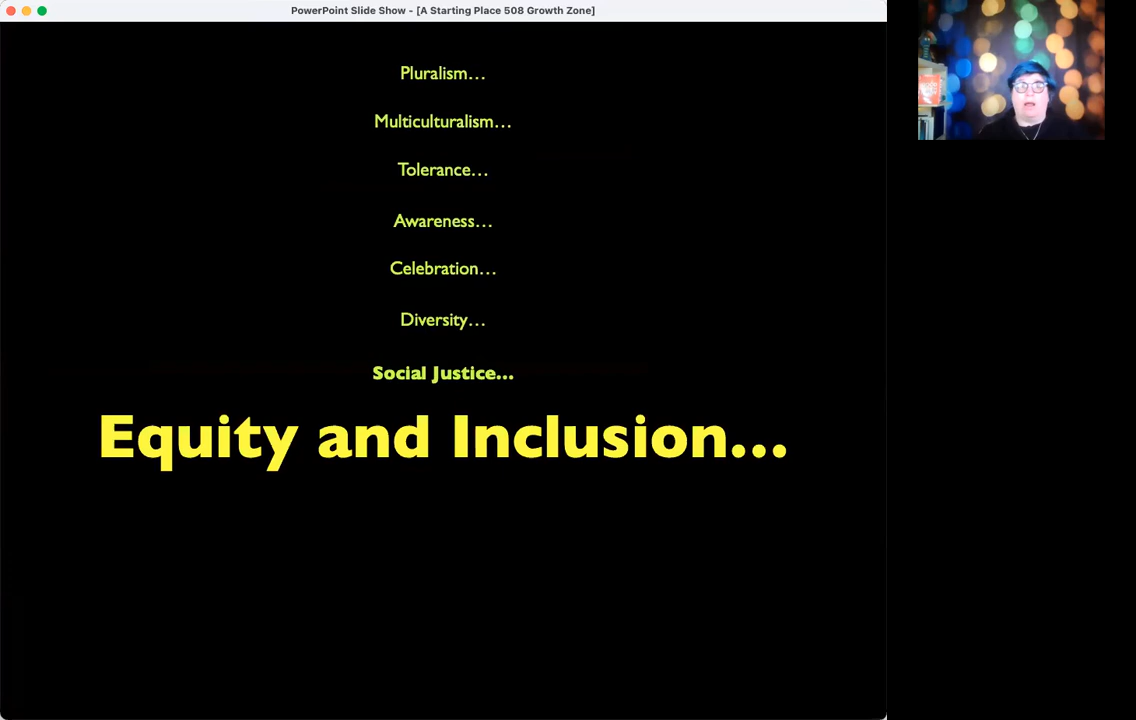 PowerPoint Slide Show - [A Starting Place 508 Growth Zone]
Pluralism…
Multiculturalism…
Tolerance…
Awareness…
Celebration…
Diversity…
Social Justice…
Equity and Inclusion…